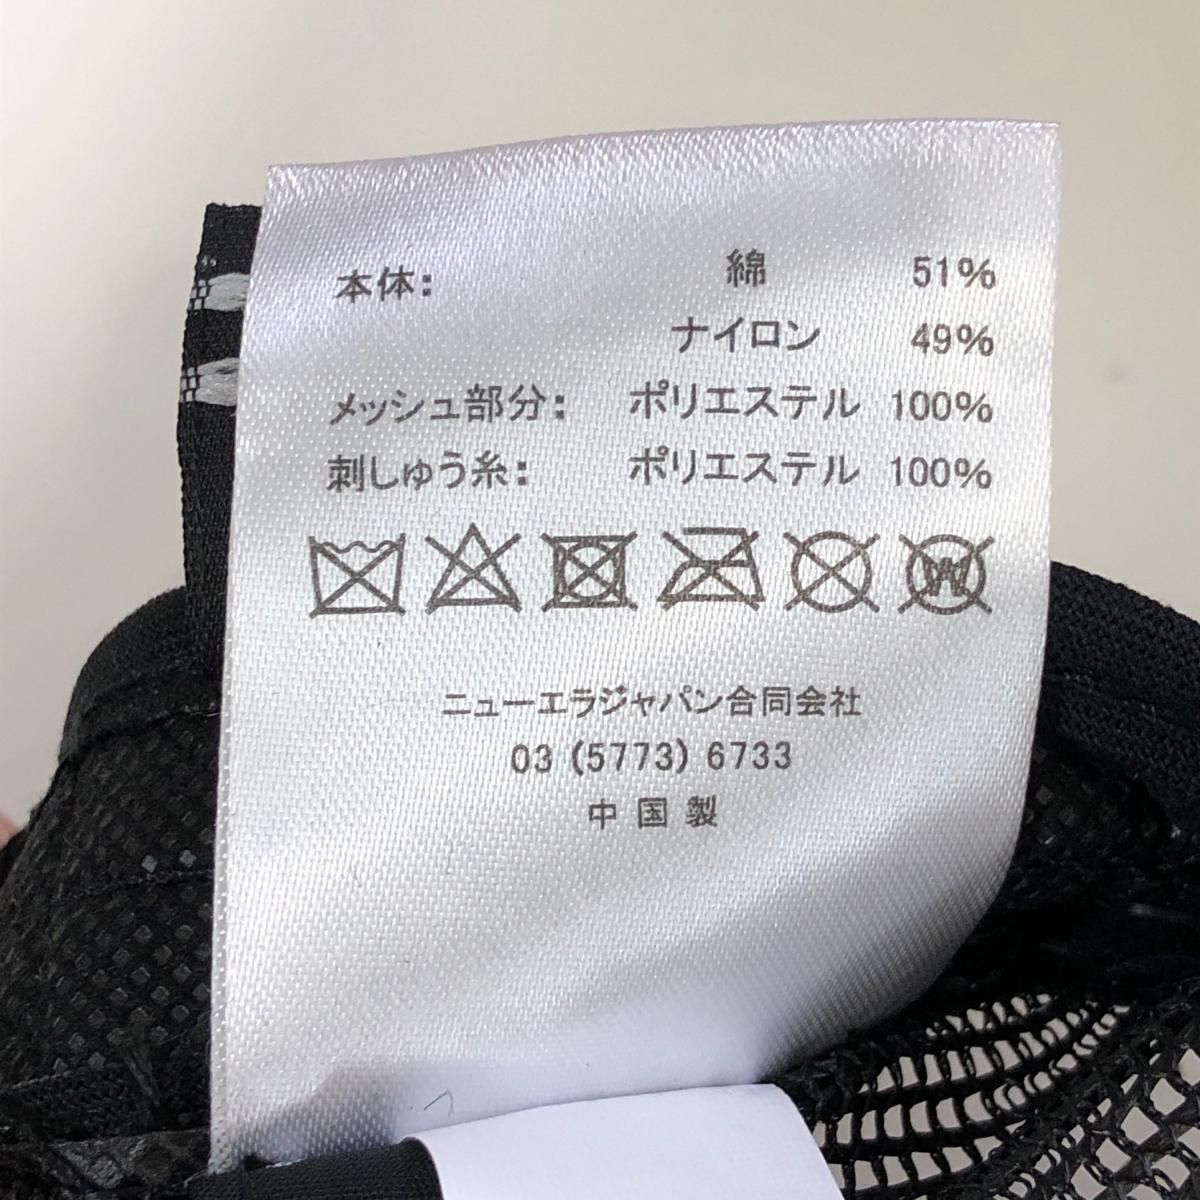 本体: 綿 51%
ナイロン 49%
メッシュ部分: ポリエステル 100%
刺しゅう糸: ポリエステル 100%
W
ニューエラジャパン合同会社
03 (5773) 6733
中国製